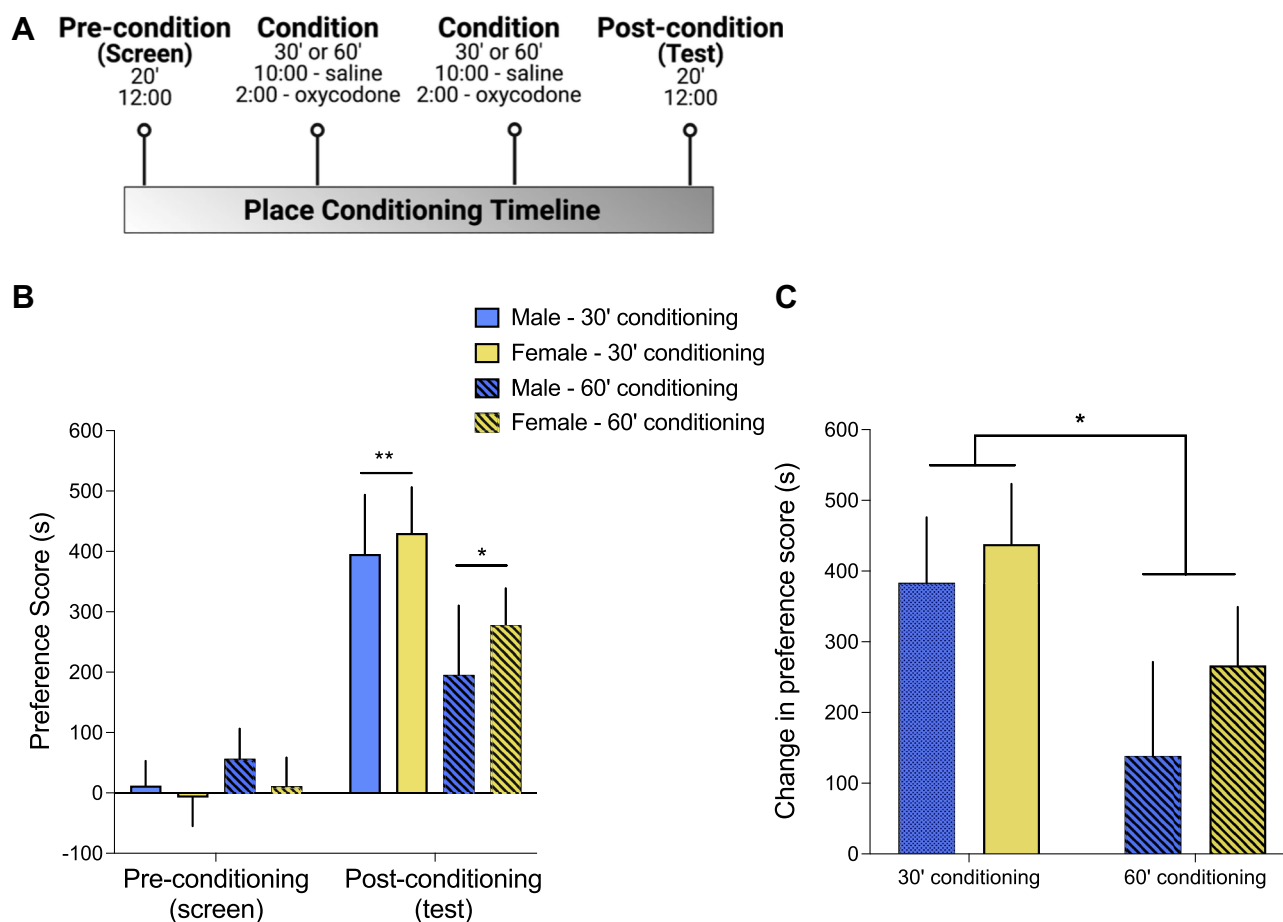 A
Pre-condition
(Screen)
20'
12:00
Condition
30' or 60'
10:00 - saline
2:00 - oxycodone
Condition
30' or 60'
10:00 - saline
2:00 - oxycodone
Post-condition
(Test)
20'
12:00
Place Conditioning Timeline
B
Male - 30' conditioning
Female - 30' conditioning
Male - 60' conditioning
Female - 60' conditioning
Preference Score (s)
600
500
400
300
200
100
0
-100
**
*
Pre-conditioning
(screen)
Post-conditioning
(test)
C
Change in preference score (s)
600
500
400
300
200
100
0
*
30' conditioning
60' conditioning